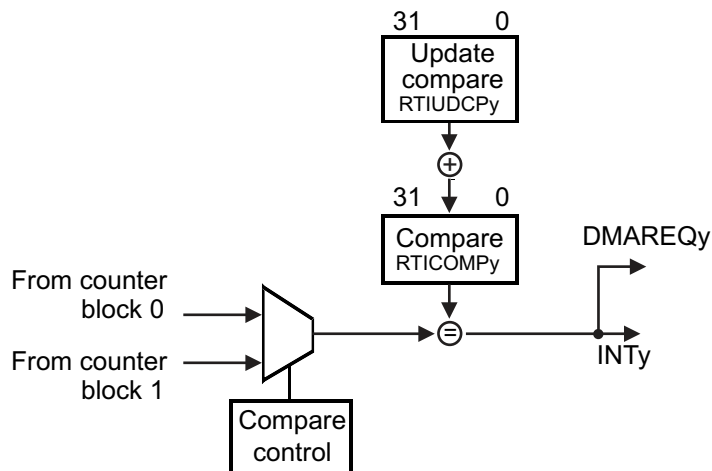 31 0
Update
compare
RTIUDCPy
+
31 0
Compare
RTICOMPy
DMAREQy
From counter
block 0
=
INTy
From counter
block 1
Compare
control